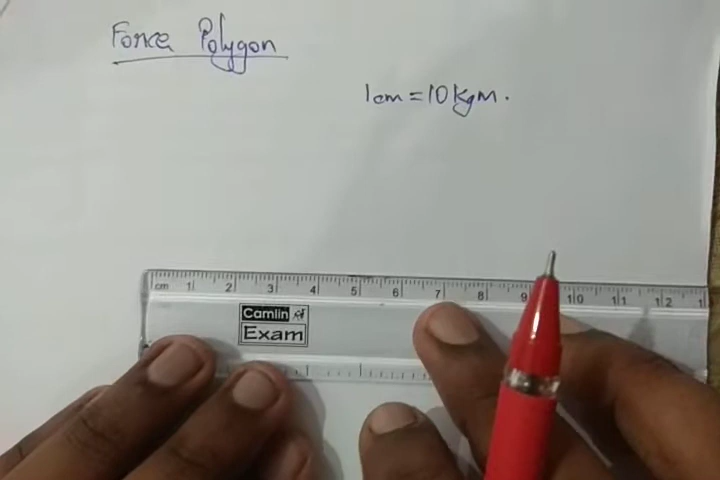 Force Polygon
1cm = 10 kgm.
cm 1 2 3 4 5 6 7 8 9 10 11 12
Camlin
Exam